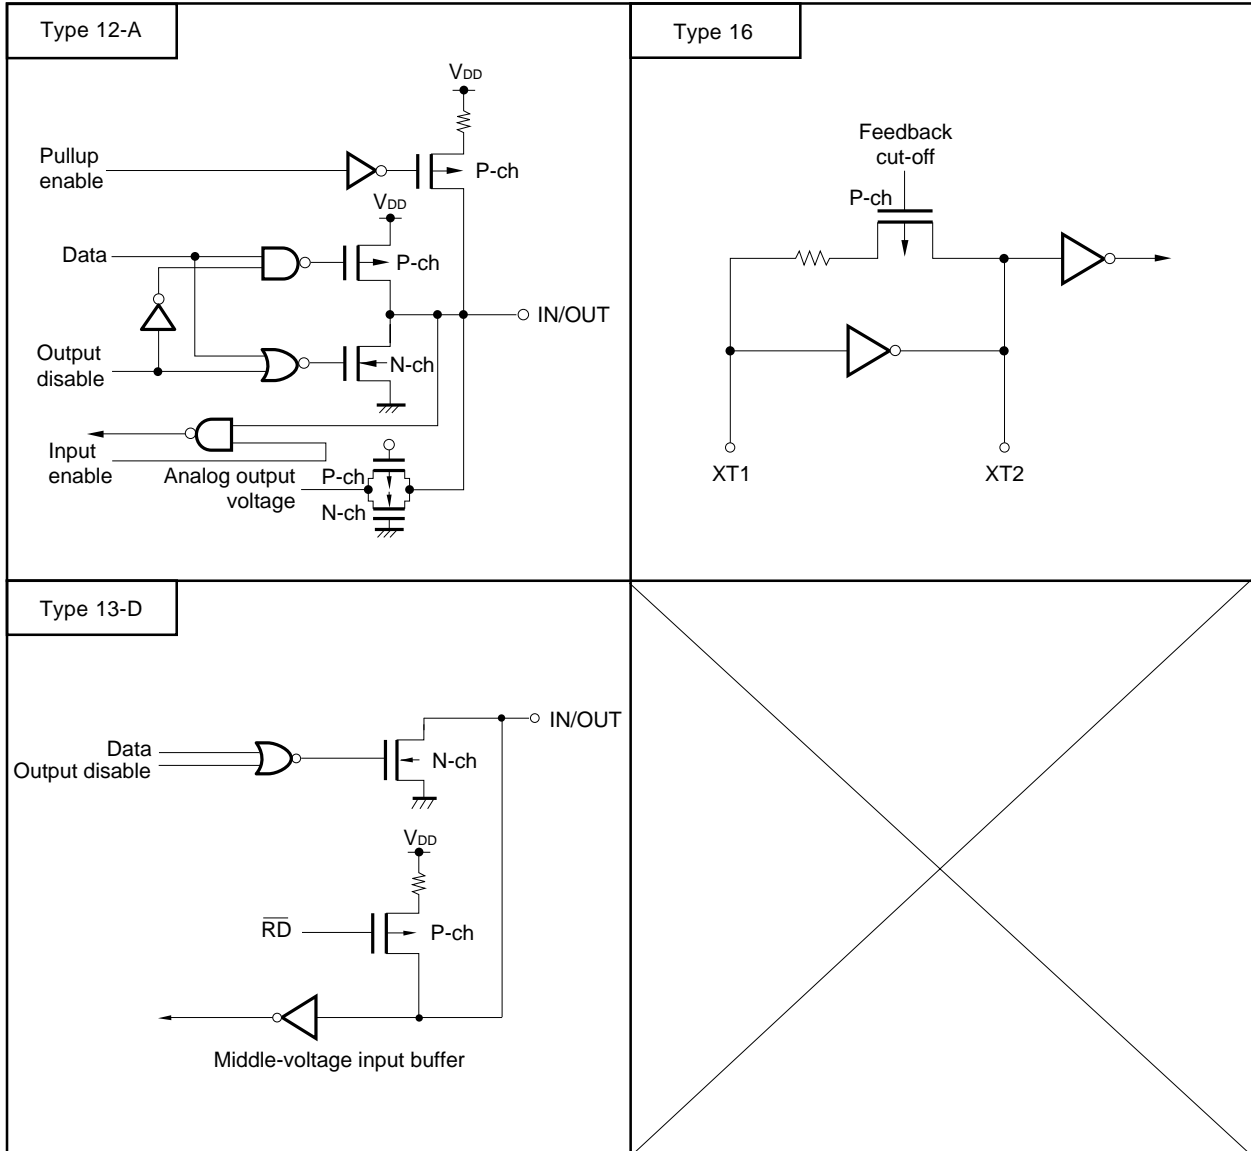 Type 12-A
VDD
Pullup
enable
P-ch
VDD
Data
P-ch
IN/OUT
Output
disable
N-ch
Input
enable
Analog output
voltage
P-ch
N-ch
Type 16
Feedback
cut-off
P-ch
XT1
XT2
Type 13-D
IN/OUT
Data
Output disable
N-ch
VDD
RD
P-ch
Middle-voltage input buffer